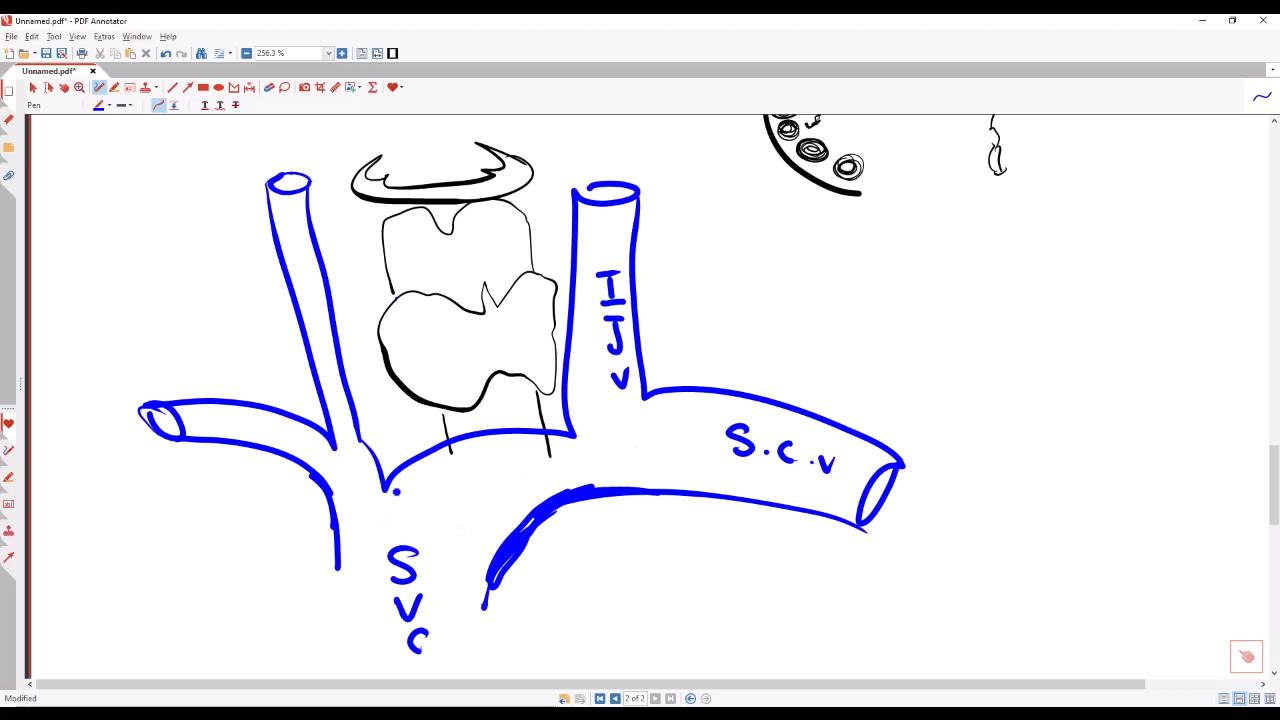 Unnamed.pdf* - PDF Annotator
File Edit Tool View Extras Window Help
256.3 %
Unnamed.pdf*
Pen
I
J
v
S.C.V
S
V
C
Modified
2 of 2